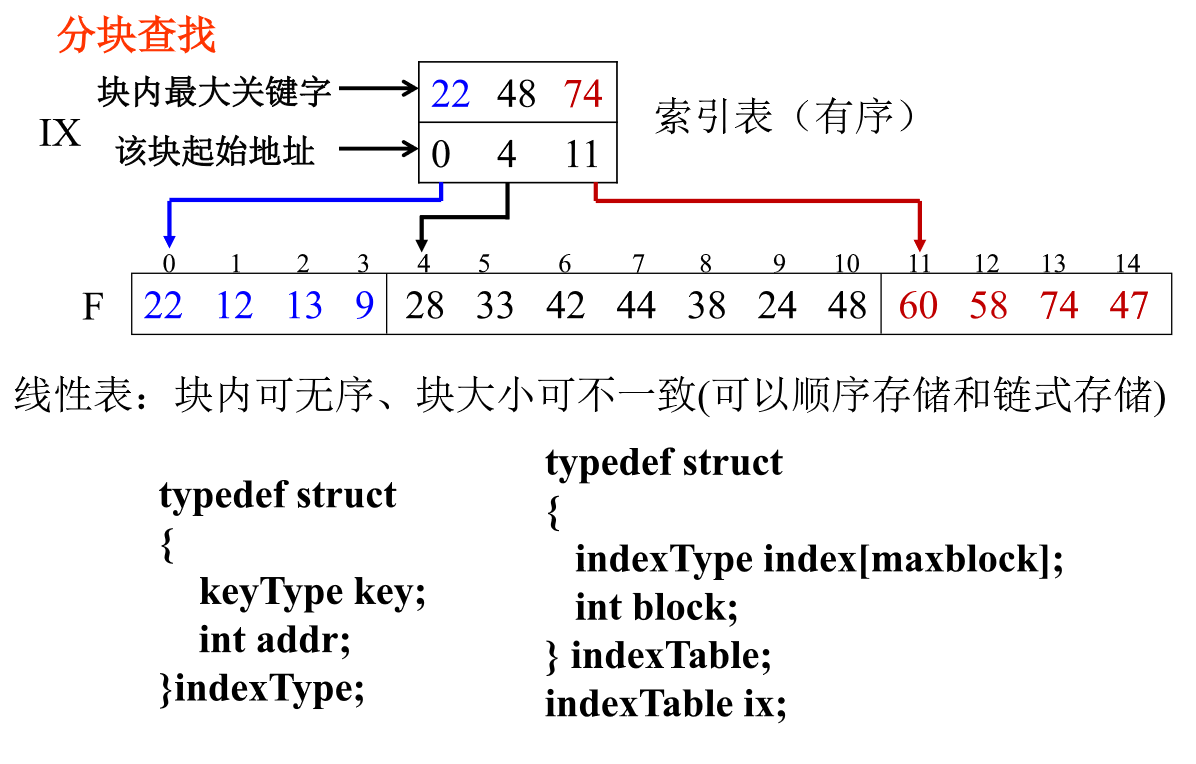 分块查找
块内最大关键字
22 48 74
IX
索引表（有序）
该块起始地址
0 4 11
0 1 2 3 4 5 6 7 8 9 10 11 12 13 14
F
22 12 13 9 28 33 42 44 38 24 48 60 58 74 47
线性表：块内可无序、块大小可不一致(可以顺序存储和链式存储)
typedef struct
{
keyType key;
int addr;
}indexType;
typedef struct
{
indexType index[maxblock];
int block;
} indexTable;
indexTable ix;